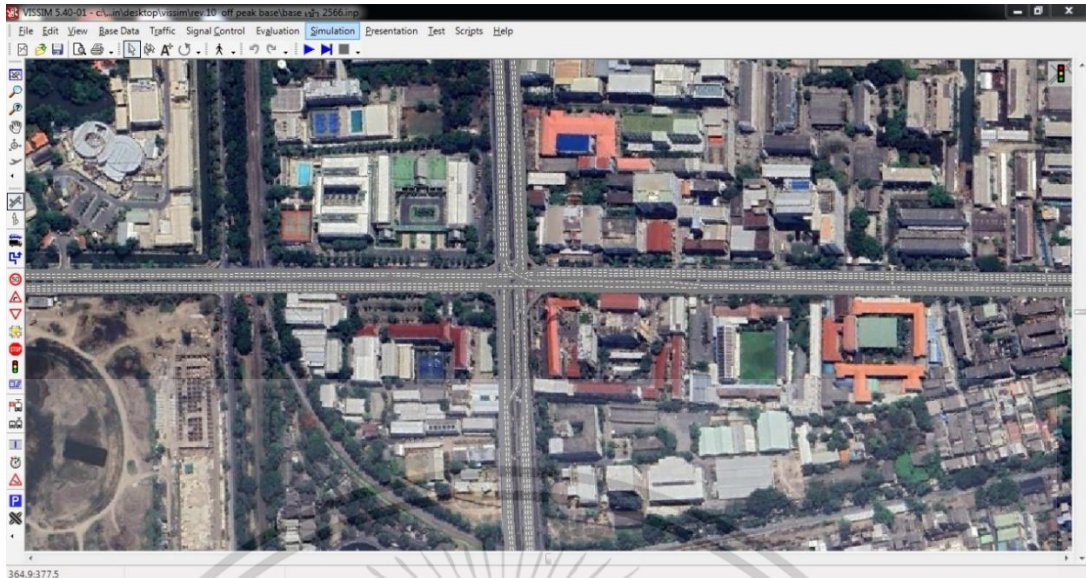 VISSIM 5.40-01 - c:\...in\desktop\vissim\rev.10 off peak base\base เช้า 2566.inp
File Edit View Base Data Traffic Signal Control Evaluation Simulation Presentation Test Scripts Help
STOP
P
364.9:377.5